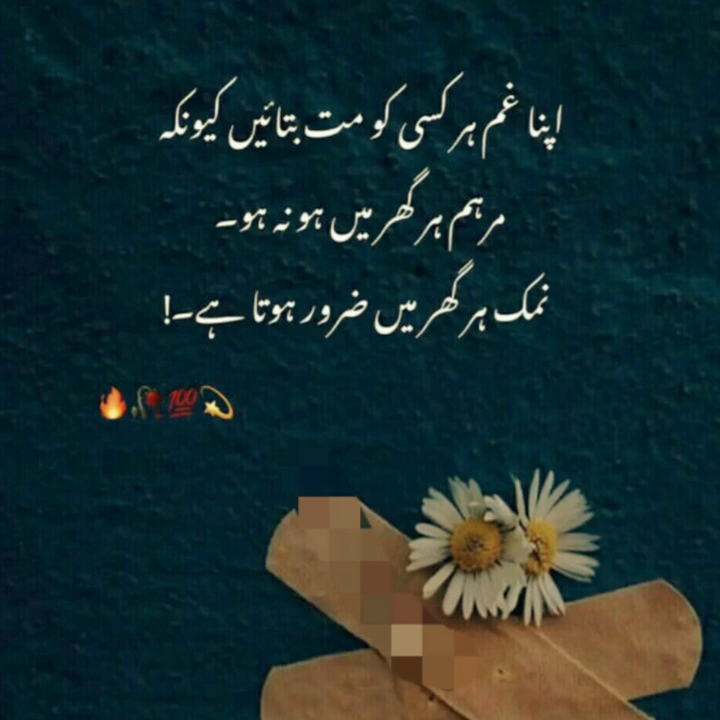 اپنا غم ہر کسی کو مت بتائیں کیونکہ
مرہم ہر گھر میں ہو نہ ہو۔
نمک ہر گھر میں ضرور ہوتا ہے۔!